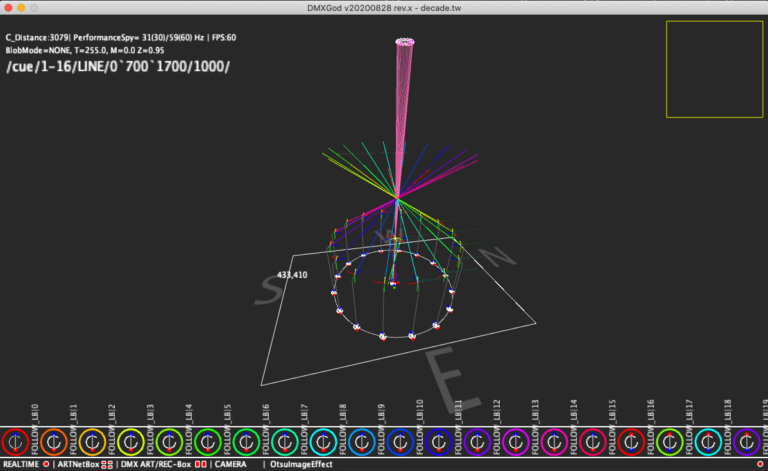 DMXGod v20200828 rev.x - decade.tw
C_Distance:3079| PerformanceSpy= 31(30)/59(60) Hz | FPS:60
BlobMode=NONE, T=255.0, M=0.0 Z=0.95
/cue/1-16/LINE/0`700`1700/1000/
W
N
433,410
S
E
FOLLOW_LB|0
FOLLOW_LB|1
FOLLOW_LB|2
FOLLOW_LB|3
FOLLOW_LB|4
FOLLOW_LB|5
FOLLOW_LB|6
FOLLOW_LB|7
FOLLOW_LB|8
FOLLOW_LB|9
FOLLOW_LB|10
FOLLOW_LB|11
FOLLOW_LB|12
FOLLOW_LB|13
FOLLOW_LB|14
FOLLOW_LB|15
FOLLOW_LB|16
FOLLOW_LB|17
FOLLOW_LB|18
FOLLOW_LB|19
REALTIME | ARTNetBox | DMX ART/REC-Box | CAMERA | OtsuImageEffect